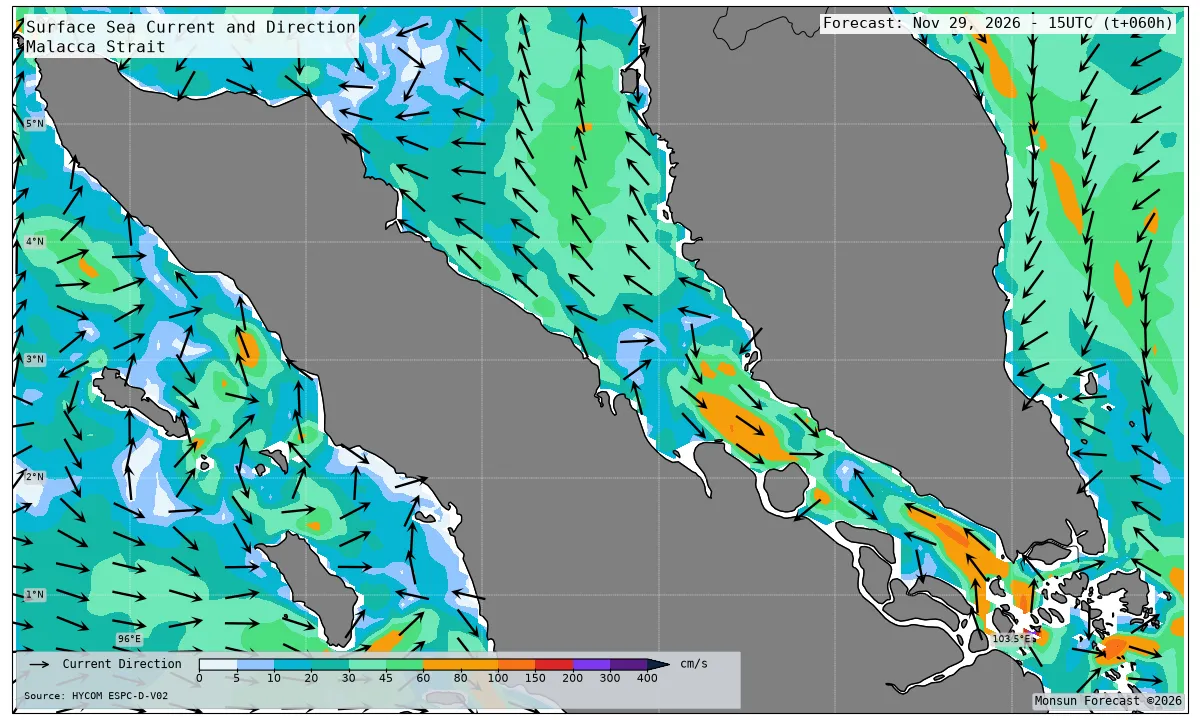 Surface Sea Current and Direction
Malacca Strait
Forecast: Nov 29, 2026 - 15UTC (t+060h)
5°N
4°N
3°N
2°N
1°N
96°E
103.5°E
Current Direction
0 5 10 20 30 45 60 80 100 150 200 300 400
cm/s
Source: HYCOM ESPC-D-V02
Monsun Forecast ©2026